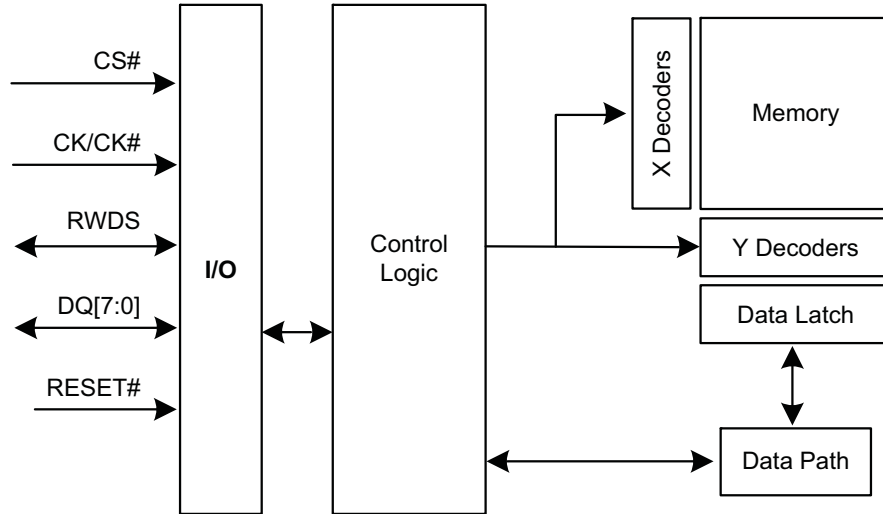 CS#
CK/CK#
RWDS
DQ[7:0]
RESET#
I/O
Control
Logic
X Decoders
Memory
Y Decoders
Data Latch
Data Path